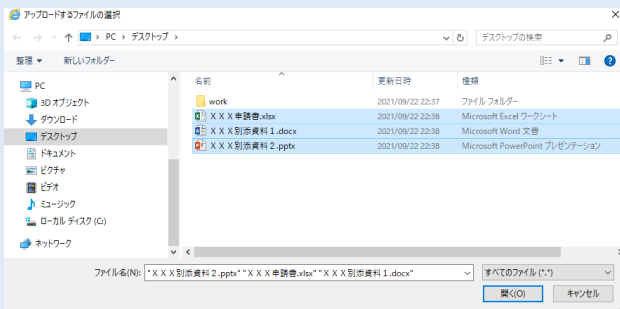 アップロードするファイルの選択
PC > デスクトップ >
デスクトップの検索
整理 新しいフォルダー
PC
3D オブジェクト
ダウンロード
デスクトップ
ドキュメント
ピクチャ
ビデオ
ミュージック
ローカル ディスク (C:)
ネットワーク
名前 更新日時 種類
work 2021/09/22 22:37 ファイル フォルダー
ＸＸＸ申請書.xlsx 2021/09/22 22:38 Microsoft Excel ワークシート
ＸＸＸ別添資料１.docx 2021/09/22 22:38 Microsoft Word 文書
ＸＸＸ別添資料２.pptx 2021/09/22 22:38 Microsoft PowerPoint プレゼンテーション
ファイル名(N): "ＸＸＸ別添資料２.pptx" "ＸＸＸ申請書.xlsx" "ＸＸＸ別添資料１.docx" すべてのファイル (*.*)
開く(O) キャンセル